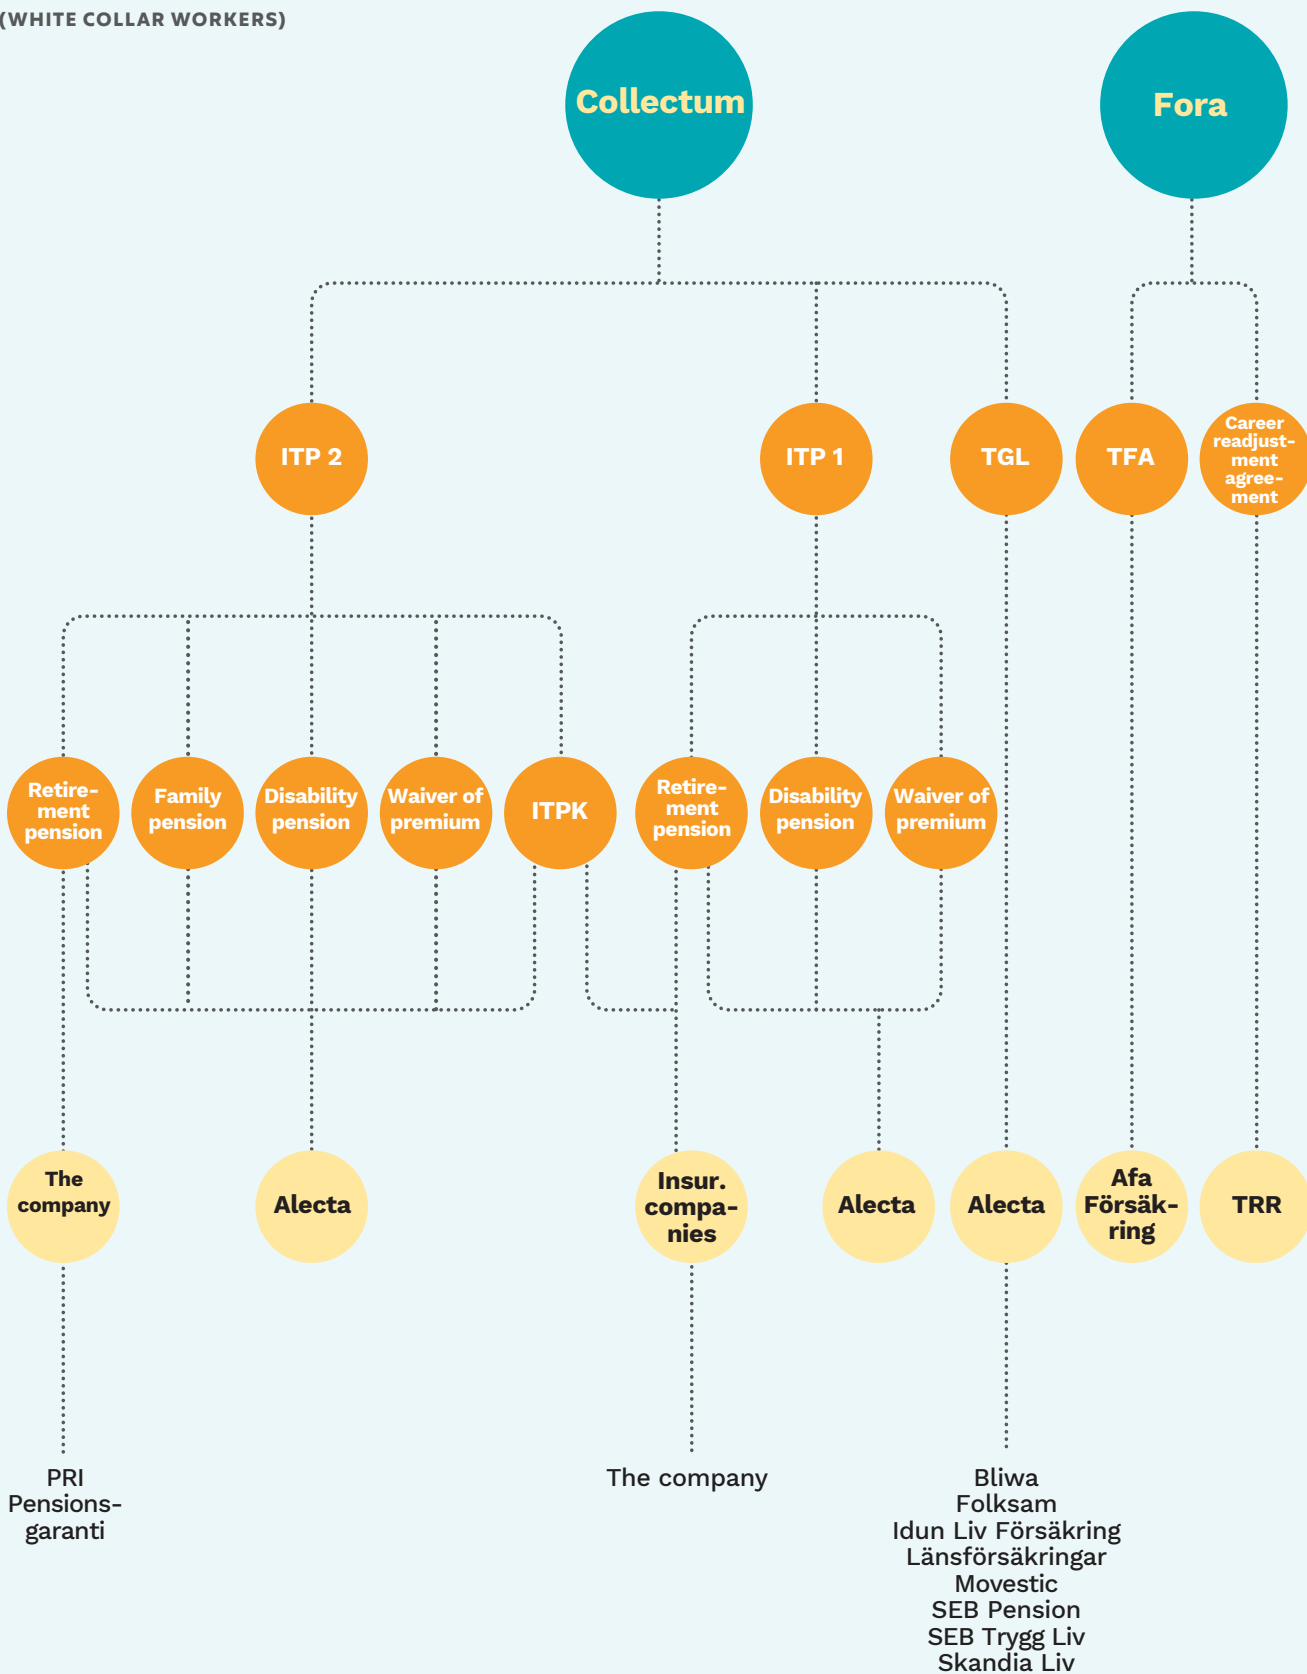 (WHITE COLLAR WORKERS)
Collectum
Fora
ITP 2
ITP 1
TGL
TFA
Career
readjust-
ment
agree-
ment
Retire-
ment
pension
Family
pension
Disability
pension
Waiver of
premium
ITPK
Retire-
ment
pension
Disability
pension
Waiver of
premium
The
company
Alecta
Insur.
compa-
nies
Alecta
Alecta
Afa
Försäk-
ring
TRR
PRI
Pensions-
garanti
The company
Bliwa
Folksam
Idun Liv Försäkring
Länsförsäkringar
Movestic
SEB Pension
SEB Trygg Liv
Skandia Liv